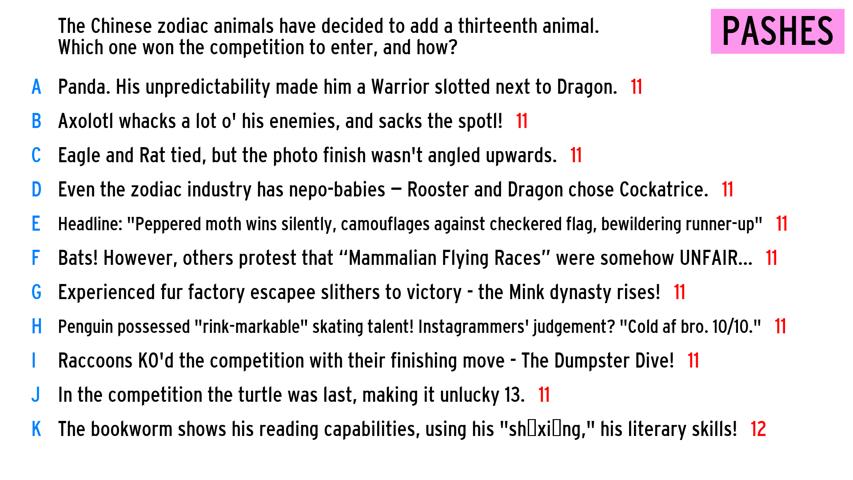 The Chinese zodiac animals have decided to add a thirteenth animal.
Which one won the competition to enter, and how?
PASHES
A Panda. His unpredictability made him a Warrior slotted next to Dragon. 11
B Axolotl whacks a lot o' his enemies, and sacks the spotl! 11
C Eagle and Rat tied, but the photo finish wasn't angled upwards. 11
D Even the zodiac industry has nepo-babies — Rooster and Dragon chose Cockatrice. 11
E Headline: "Peppered moth wins silently, camouflages against checkered flag, bewildering runner-up" 11
F Bats! However, others protest that “Mammalian Flying Races” were somehow UNFAIR... 11
G Experienced fur factory escapee slithers to victory - the Mink dynasty rises! 11
H Penguin possessed "rink-markable" skating talent! Instagrammers' judgement? "Cold af bro. 10/10." 11
I Raccoons KO'd the competition with their finishing move - The Dumpster Dive! 11
J In the competition the turtle was last, making it unlucky 13. 11
K The bookworm shows his reading capabilities, using his "sh▯xi▯ng," his literary skills! 12